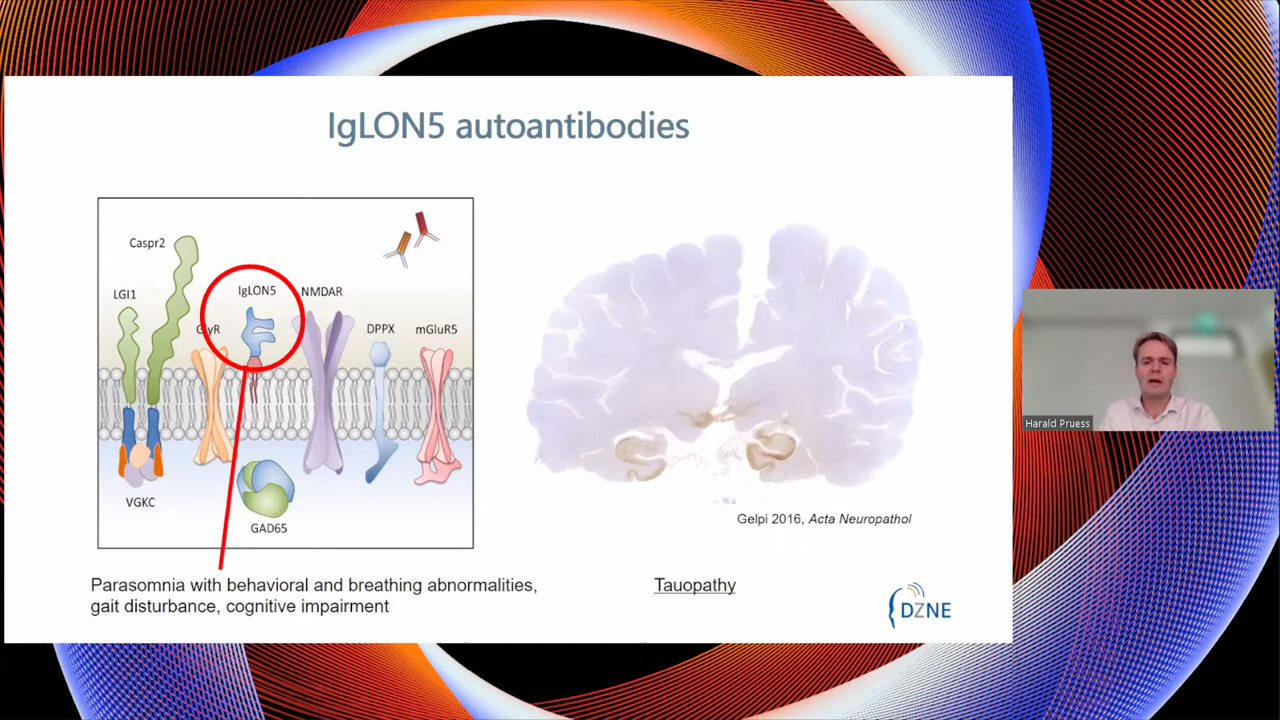 IgLON5 autoantibodies
Caspr2
LGI1
IgLON5
NMDAR
GlyR
DPPX
mGluR5
VGKC
GAD65
Gelpi 2016, Acta Neuropathol
Parasomnia with behavioral and breathing abnormalities,
gait disturbance, cognitive impairment
Tauopathy
DZNE
Harald Pruess